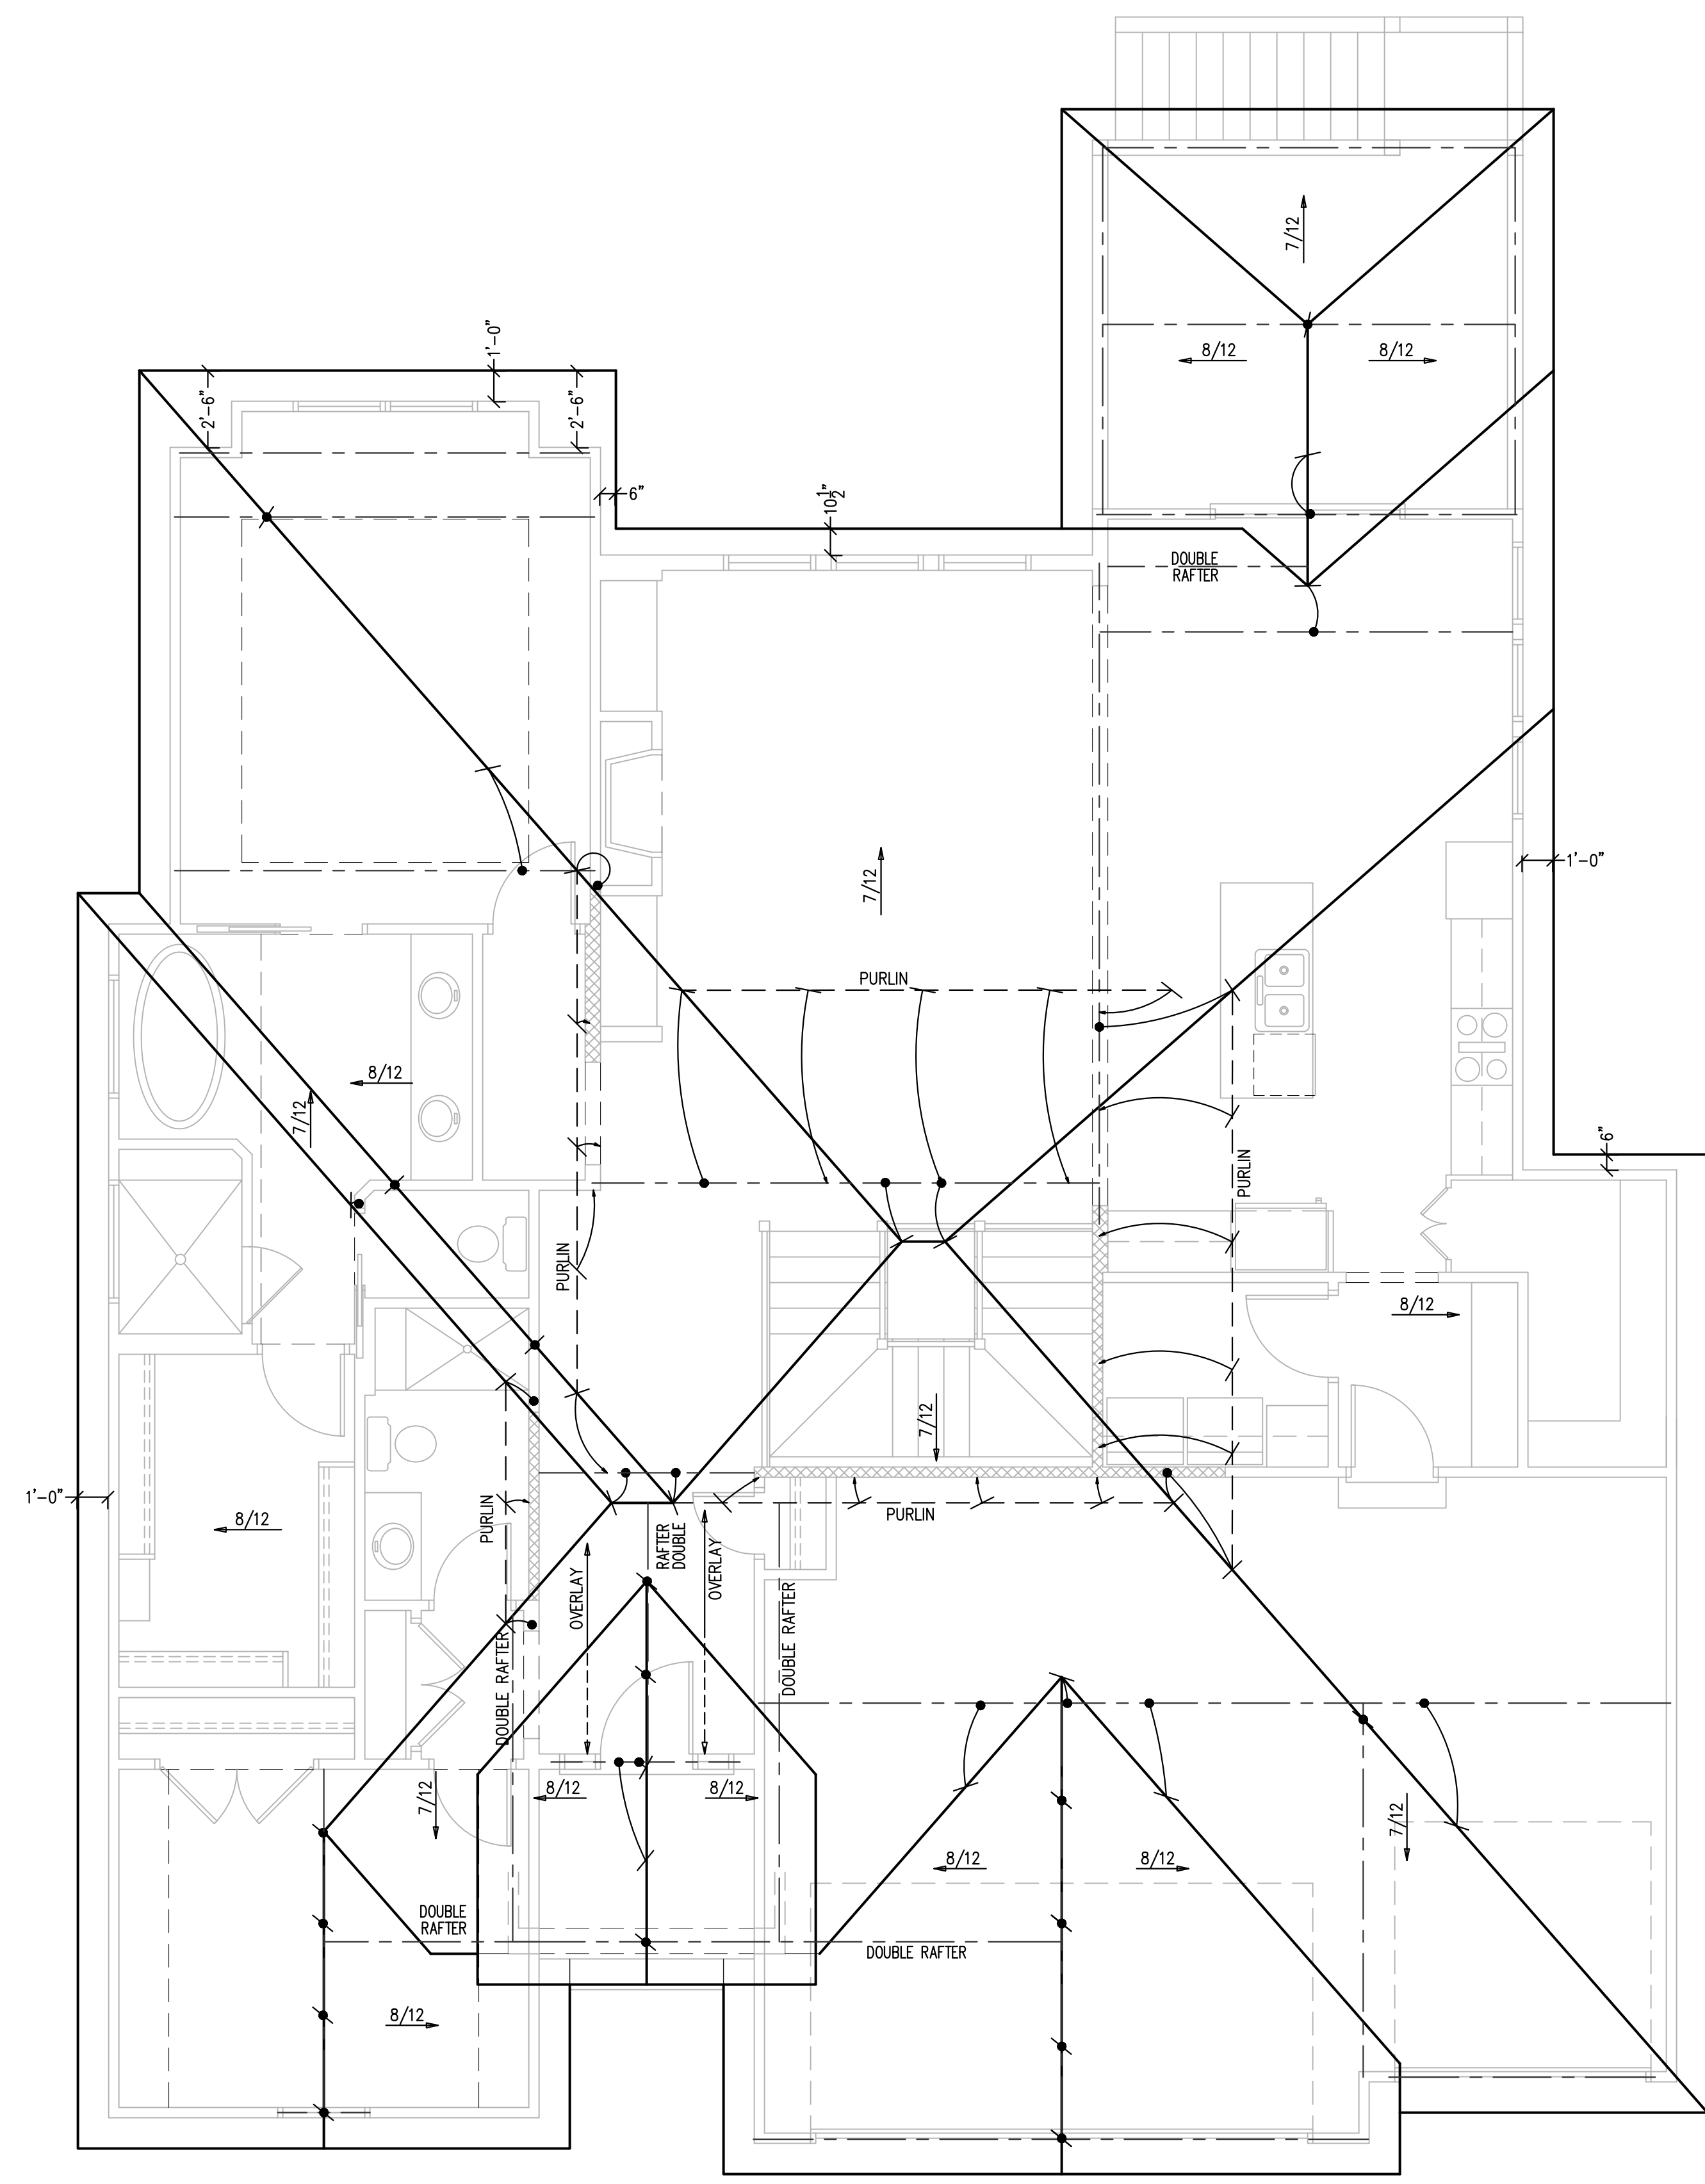 7/12
1'-0"
8/12
8/12
2'-6"
2'-6"
6"
10 1/2"
DOUBLE
RAFTER
1'-0"
7/12
PURLIN
8/12
7/12
6"
PURLIN
PURLIN
8/12
7/12
1'-0"
8/12
PURLIN
PURLIN
RAFTER
DOUBLE
OVERLAY
OVERLAY
DOUBLE RAFTER
DOUBLE RAFTER
7/12
8/12
8/12
7/12
8/12
8/12
DOUBLE
RAFTER
DOUBLE RAFTER
8/12